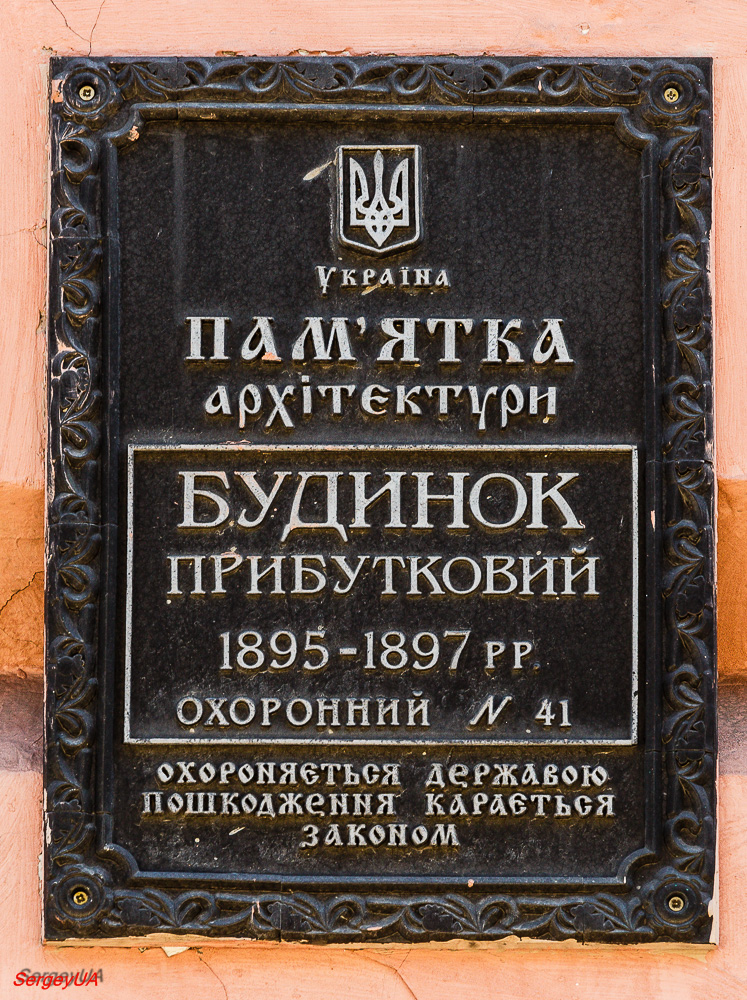 Україна
ПАМ'ЯТКА
архітектури
БУДИНОК
ПРИБУТКОВИЙ
1895-1897 РР.
ОХОРОННИЙ N 41
охороняється державою
пошкодження карається
законом
SergeyUA